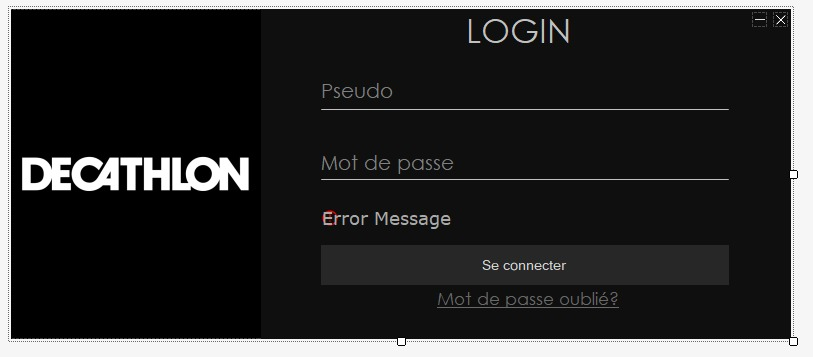 LOGIN
Pseudo
DECATHLON
Mot de passe
Error Message
Se connecter
Mot de passe oublié?